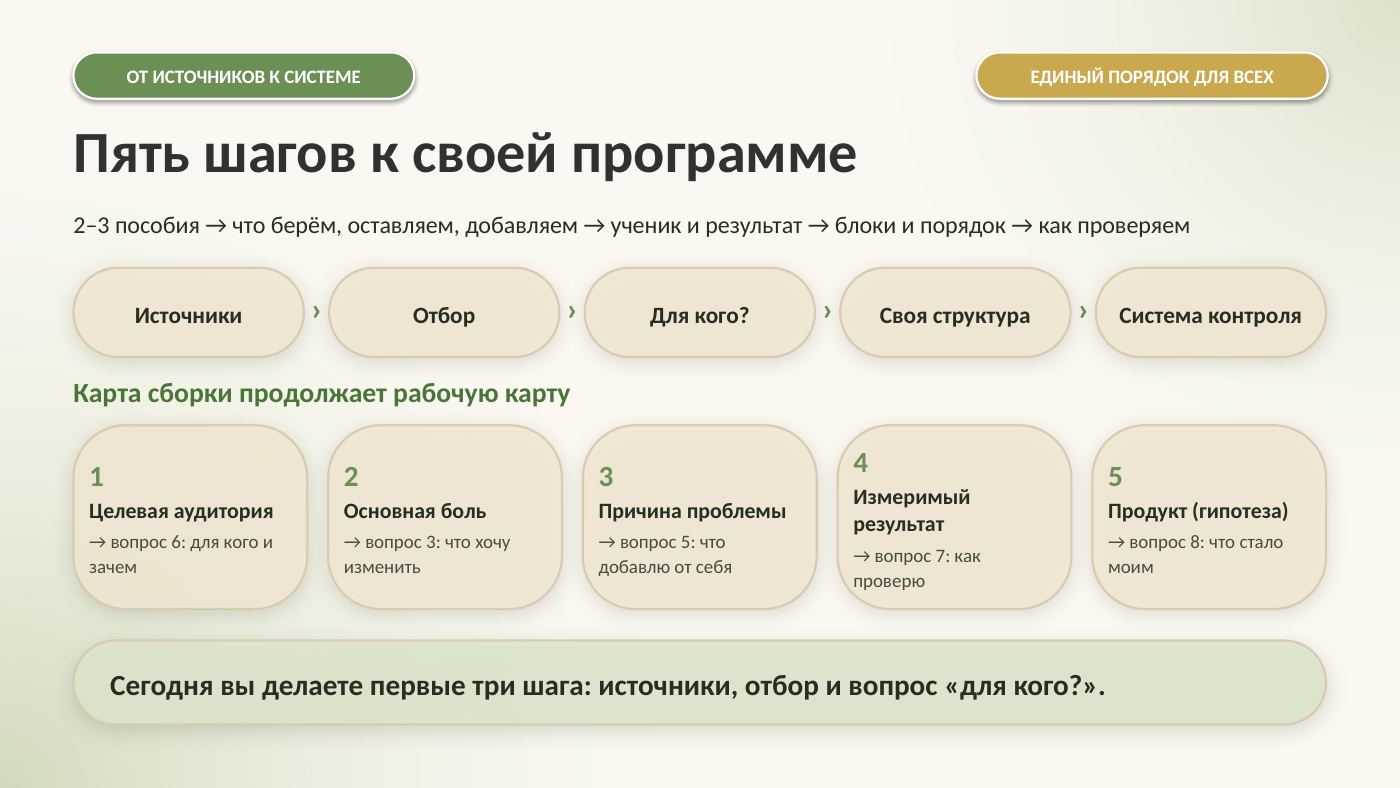 ОТ ИСТОЧНИКОВ К СИСТЕМЕ
ЕДИНЫЙ ПОРЯДОК ДЛЯ ВСЕХ
Пять шагов к своей программе
2–3 пособия → что берём, оставляем, добавляем → ученик и результат → блоки и порядок → как проверяем
Источники › Отбор › Для кого? › Своя структура › Система контроля
Карта сборки продолжает рабочую карту
1
Целевая аудитория
→ вопрос 6: для кого и
зачем
2
Основная боль
→ вопрос 3: что хочу
изменить
3
Причина проблемы
→ вопрос 5: что
добавлю от себя
4
Измеримый
результат
→ вопрос 7: как
проверю
5
Продукт (гипотеза)
→ вопрос 8: что стало
моим
Сегодня вы делаете первые три шага: источники, отбор и вопрос «для кого?».